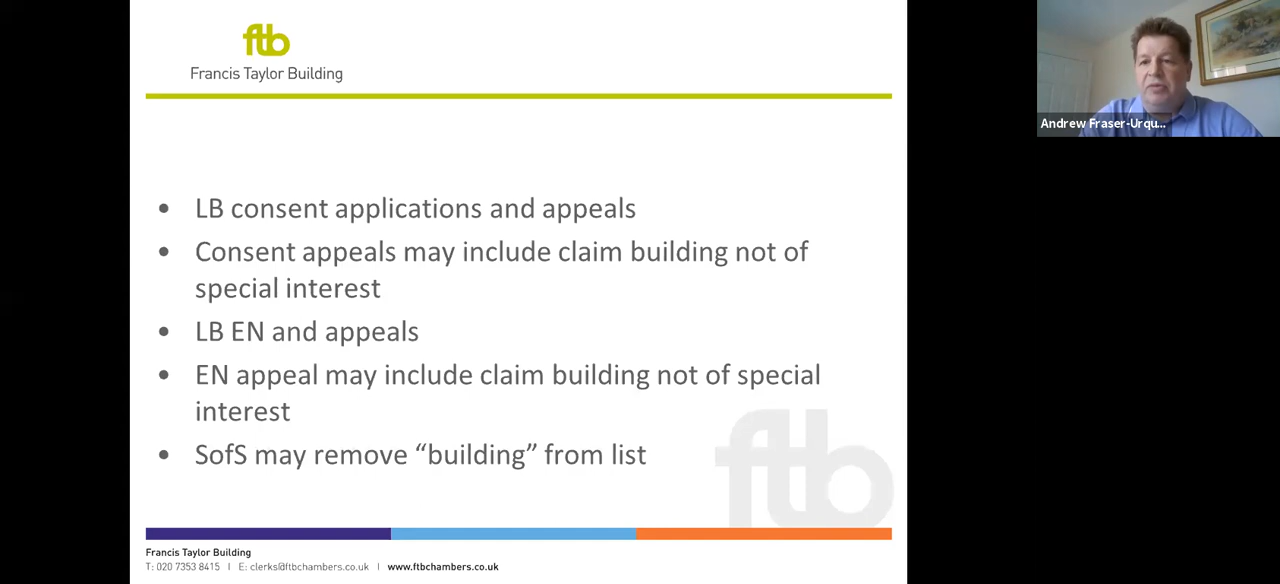 ftb
Francis Taylor Building
Andrew Fraser-Urqu...
• LB consent applications and appeals
• Consent appeals may include claim building not of
special interest
• LB EN and appeals
• EN appeal may include claim building not of special
interest
• SofS may remove “building” from list
ftb
Francis Taylor Building
T: 020 7353 8415 | E: clerks@ftbchambers.co.uk | www.ftbchambers.co.uk